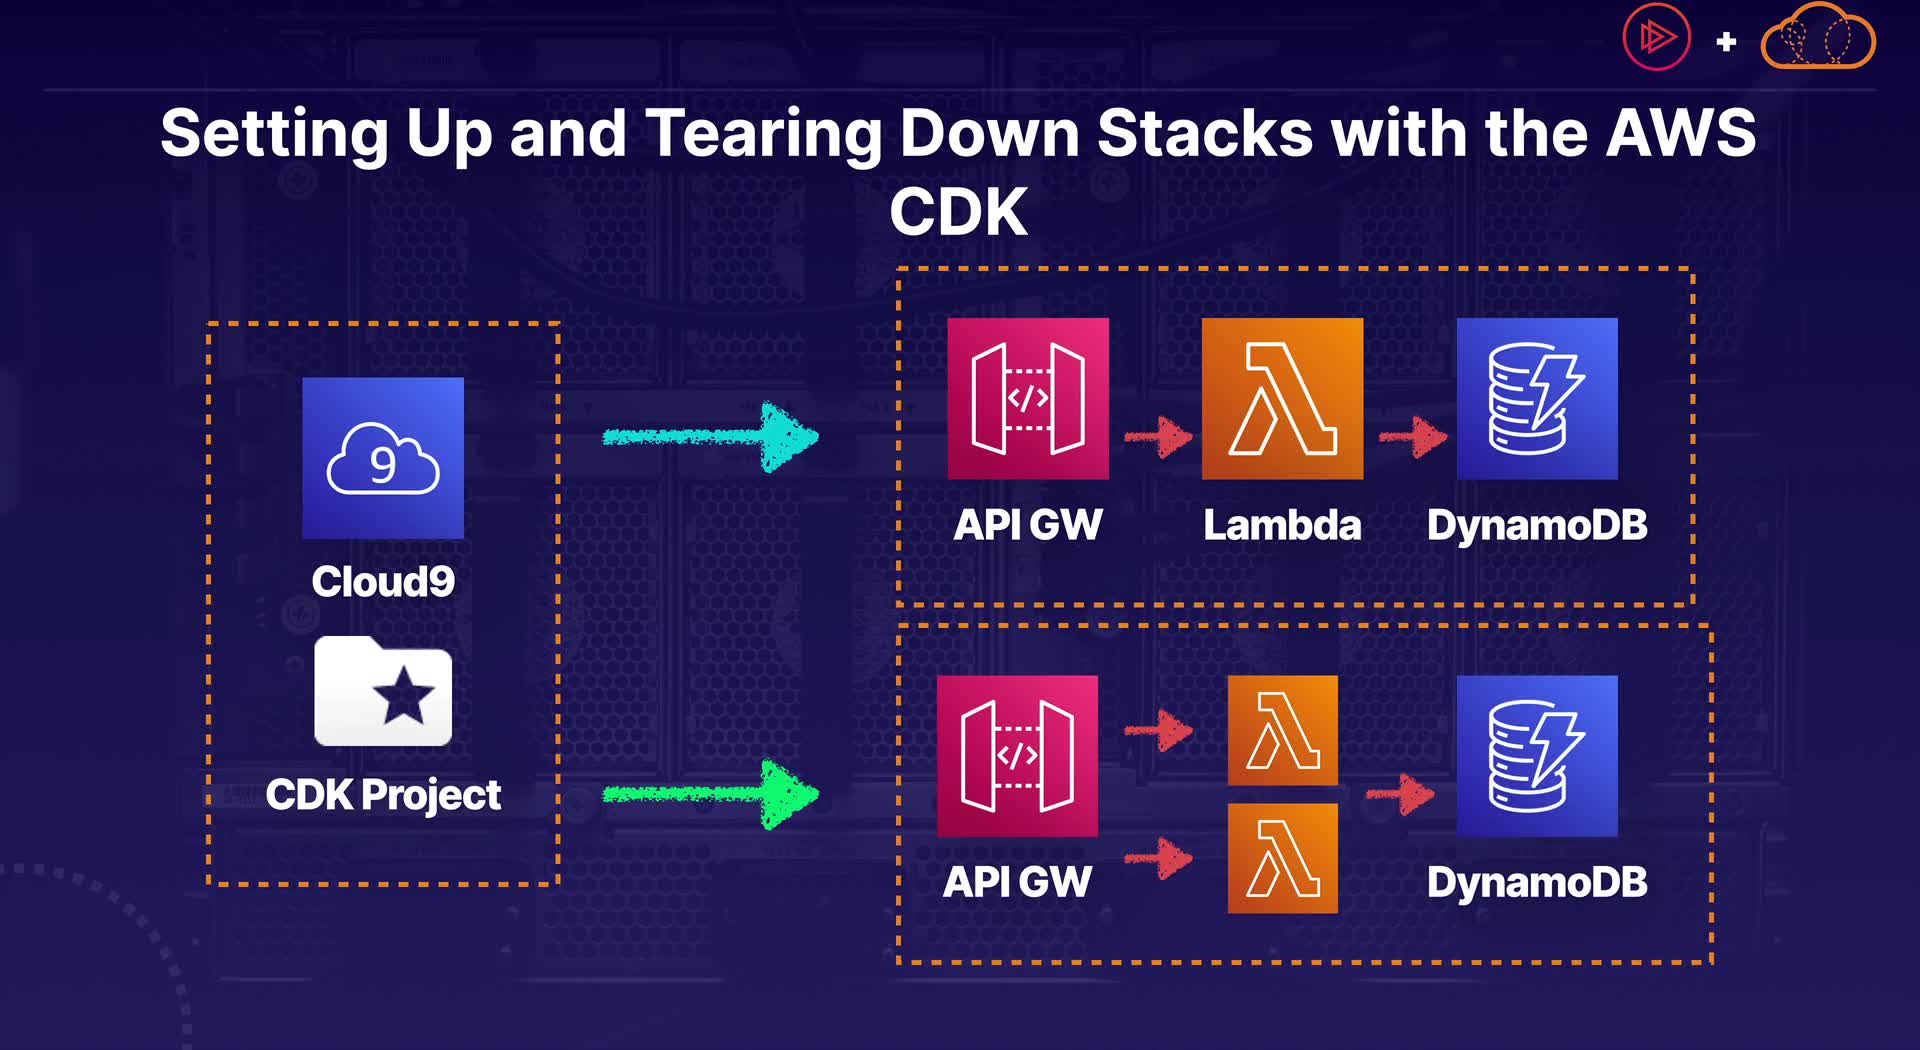 Setting Up and Tearing Down Stacks with the AWS
CDK
9
Cloud9
CDK Project
</>
API GW
Lambda
DynamoDB
</>
API GW
DynamoDB